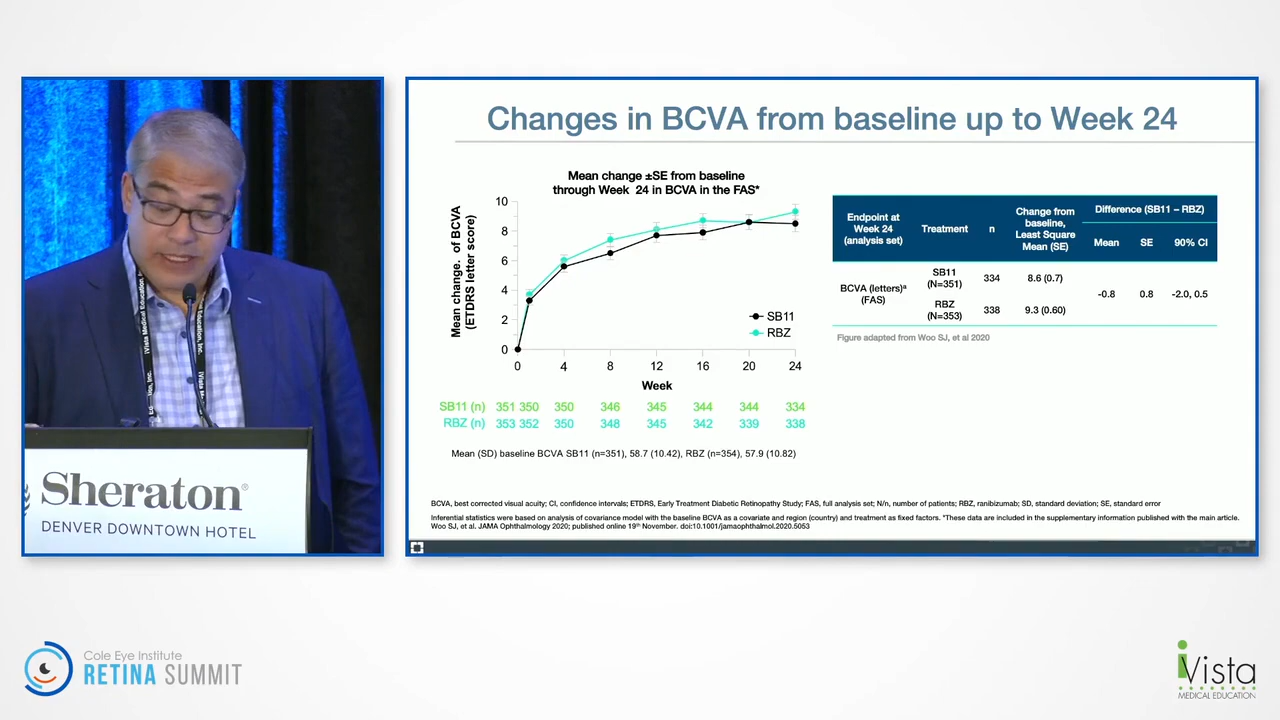 Changes in BCVA from baseline up to Week 24
Mean change ±SE from baseline
through Week 24 in BCVA in the FAS*
Mean change. of BCVA
(ETDRS letter score)
10
8
6
4
2
0
0 4 8 12 16 20 24
Week
SB11
RBZ
SB11 (n) 351 350 350 346 345 344 344 334
RBZ (n) 353 352 350 348 345 342 339 338
Mean (SD) baseline BCVA SB11 (n=351), 58.7 (10.42), RBZ (n=354), 57.9 (10.82)
Endpoint at
Week 24
(analysis set)
Treatment
n
Change from
baseline,
Least Square
Mean (SE)
Difference (SB11 – RBZ)
Mean SE 90% CI
BCVA (letters)ª
(FAS)
SB11
(N=351)
334
8.6 (0.7)
RBZ
(N=353)
338
9.3 (0.60)
-0.8 0.8 -2.0, 0.5
Figure adapted from Woo SJ, et al 2020
BCVA, best corrected visual acuity; CI, confidence intervals; ETDRS, Early Treatment Diabetic Retinopathy Study; FAS, full analysis set; N/n, number of patients; RBZ, ranibizumab; SD, standard deviation; SE, standard error
Inferential statistics were based on analysis of covariance model with the baseline BCVA as a covariate and region (country) and treatment as fixed factors. *These data are included in the supplementary information published with the main article.
Woo SJ, et al. JAMA Ophthalmology 2020; published online 19th November. doi:10.1001/jamaophthalmol.2020.5053
iVista Medical Education
Education, Inc.
Sheraton®
DENVER DOWNTOWN HOTEL
Cole Eye Institute
RETINA SUMMIT
iVista
MEDICAL EDUCATION